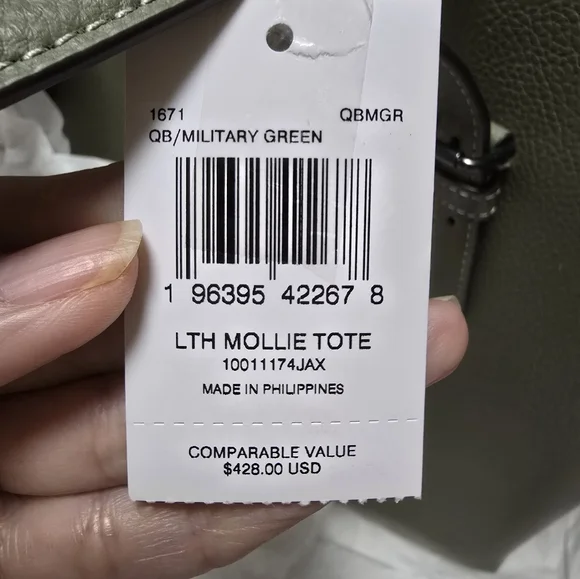 1671 QBMGR
QB/MILITARY GREEN
1 96395 42267 8
LTH MOLLIE TOTE
10011174JAX
MADE IN PHILIPPINES
COMPARABLE VALUE
$428.00 USD